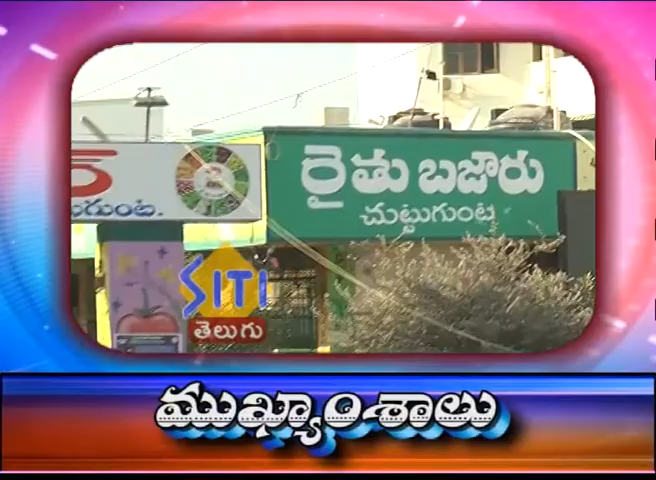 ర
రైతు బజూరు
చుట్టుగుంట
టుగుంట.
SITI
తెలుగు
ముఖ్యాంశాలు